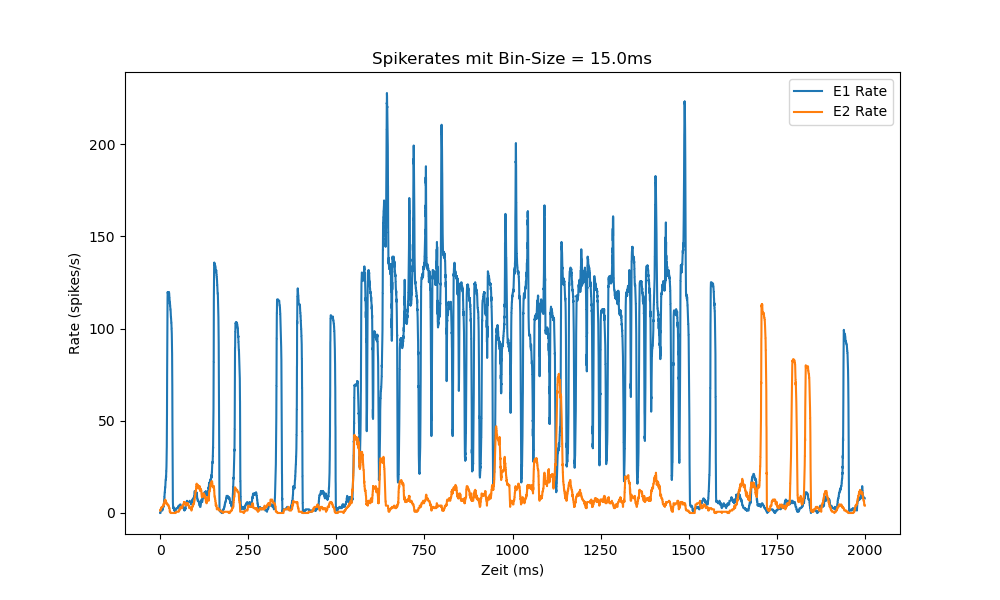 Spikerates mit Bin-Size = 15.0ms
E1 Rate
E2 Rate
Rate (spikes/s)
200
150
100
50
0
0 250 500 750 1000 1250 1500 1750 2000
Zeit (ms)